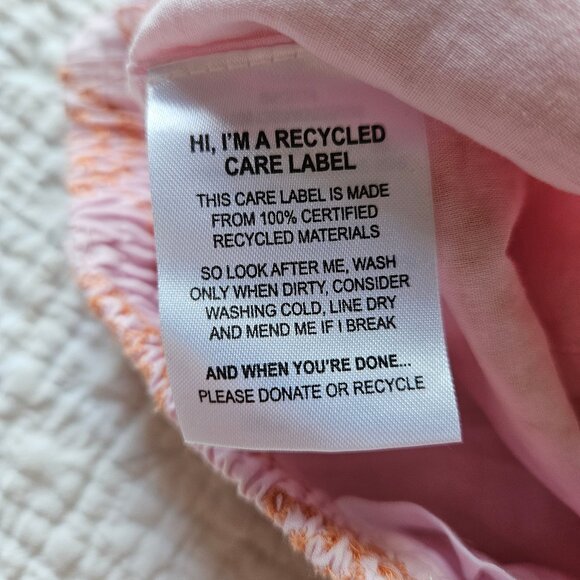 HI, I'M A RECYCLED
CARE LABEL
THIS CARE LABEL IS MADE
FROM 100% CERTIFIED
RECYCLED MATERIALS
SO LOOK AFTER ME, WASH
ONLY WHEN DIRTY, CONSIDER
WASHING COLD, LINE DRY
AND MEND ME IF I BREAK
AND WHEN YOU'RE DONE...
PLEASE DONATE OR RECYCLE